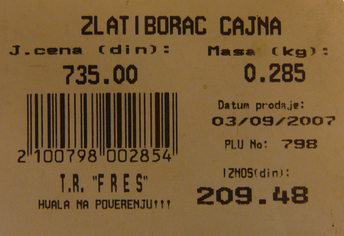 ZLATIBORAC CAJNA
J.cena (din): Masa (kg):
735.00 0.285
Datum prodaje:
03/09/2007
PLU No: 798
2 100798 002854
IZNOS(din):
T.R. "FRES" 209.48
HVALA NA POVERENJU!!!